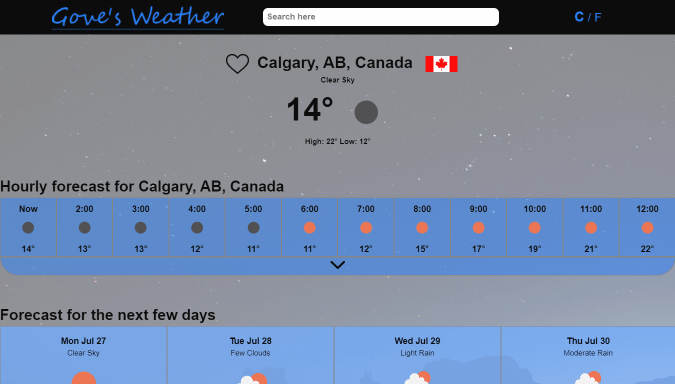 Gove's Weather
Search here
C / F
Calgary, AB, Canada
Clear Sky
14°
High: 22° Low: 12°
Hourly forecast for Calgary, AB, Canada
Now 2:00 3:00 4:00 5:00 6:00 7:00 8:00 9:00 10:00 11:00 12:00
14° 13° 13° 12° 11° 11° 12° 15° 17° 19° 21° 22°
Forecast for the next few days
Mon Jul 27 Tue Jul 28 Wed Jul 29 Thu Jul 30
Clear Sky Few Clouds Light Rain Moderate Rain